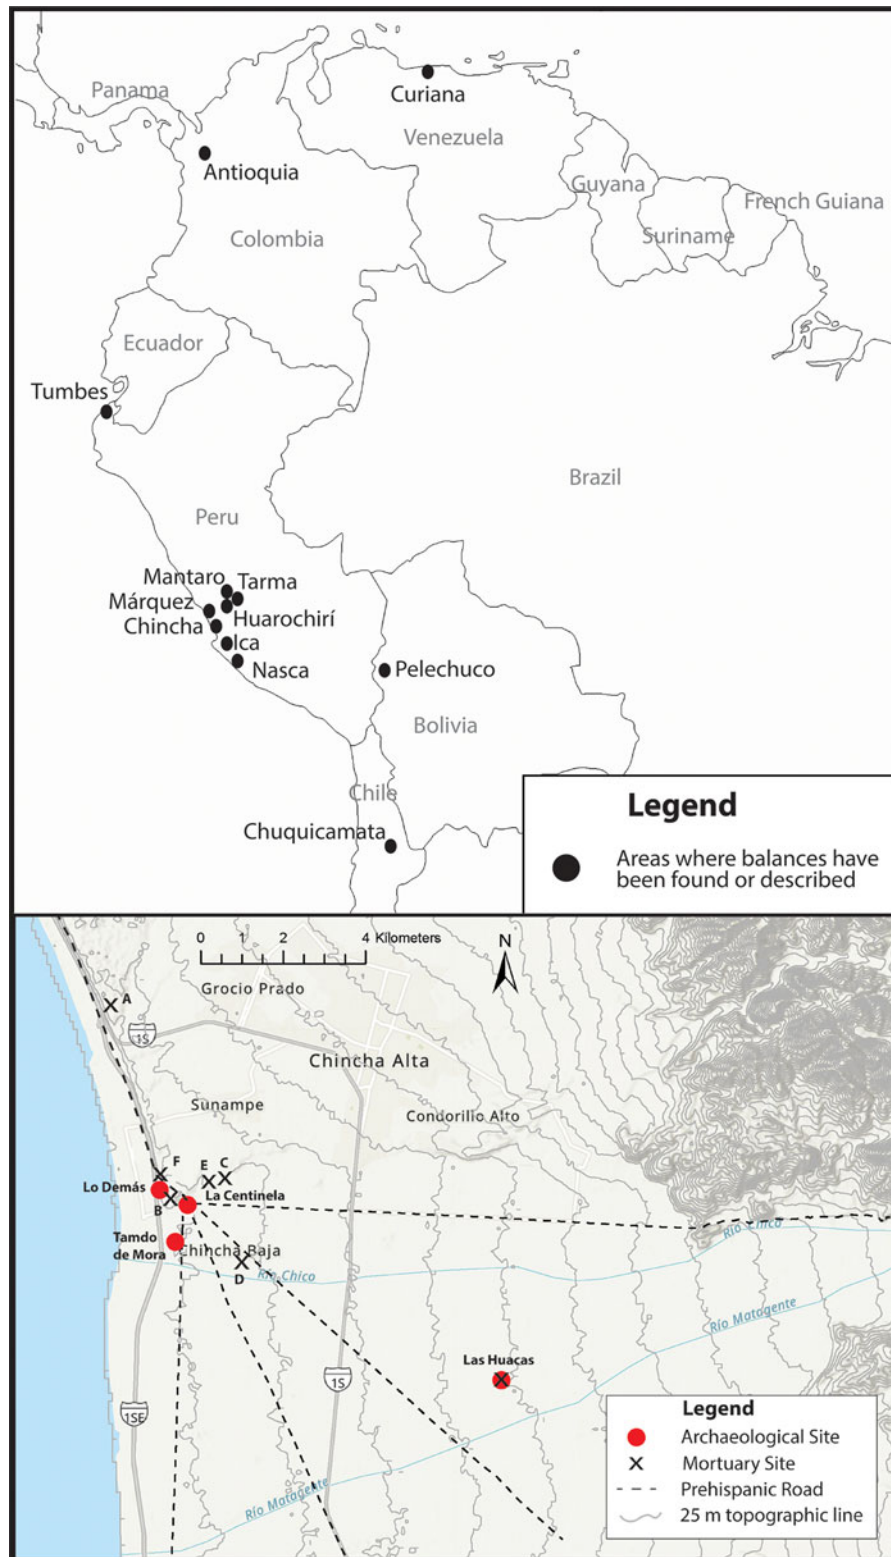 Panama
Curiana
Venezuela
Antioquia
Guyana
French Guiana
Suriname
Colombia
Ecuador
Tumbes
Brazil
Peru
Mantaro
Tarma
Márquez
Huarochirí
Chincha
Ica
Nasca
Pelechuco
Bolivia
Chile
Chuquicamata
Legend
Areas where balances have
been found or described
0 1 2 4 Kilometers
N
Grocio Prado
A
1S
Chincha Alta
Sunampe
Condorillo Alto
F
E
C
Lo Demás
La Centinela
B
Tamdo
de Mora
Chincha Baja
D
Río Chico
Río Chico
Río Matagente
Las Huacas
1S
1SE
Río Matagente
Legend
Archaeological Site
Mortuary Site
Prehispanic Road
25 m topographic line